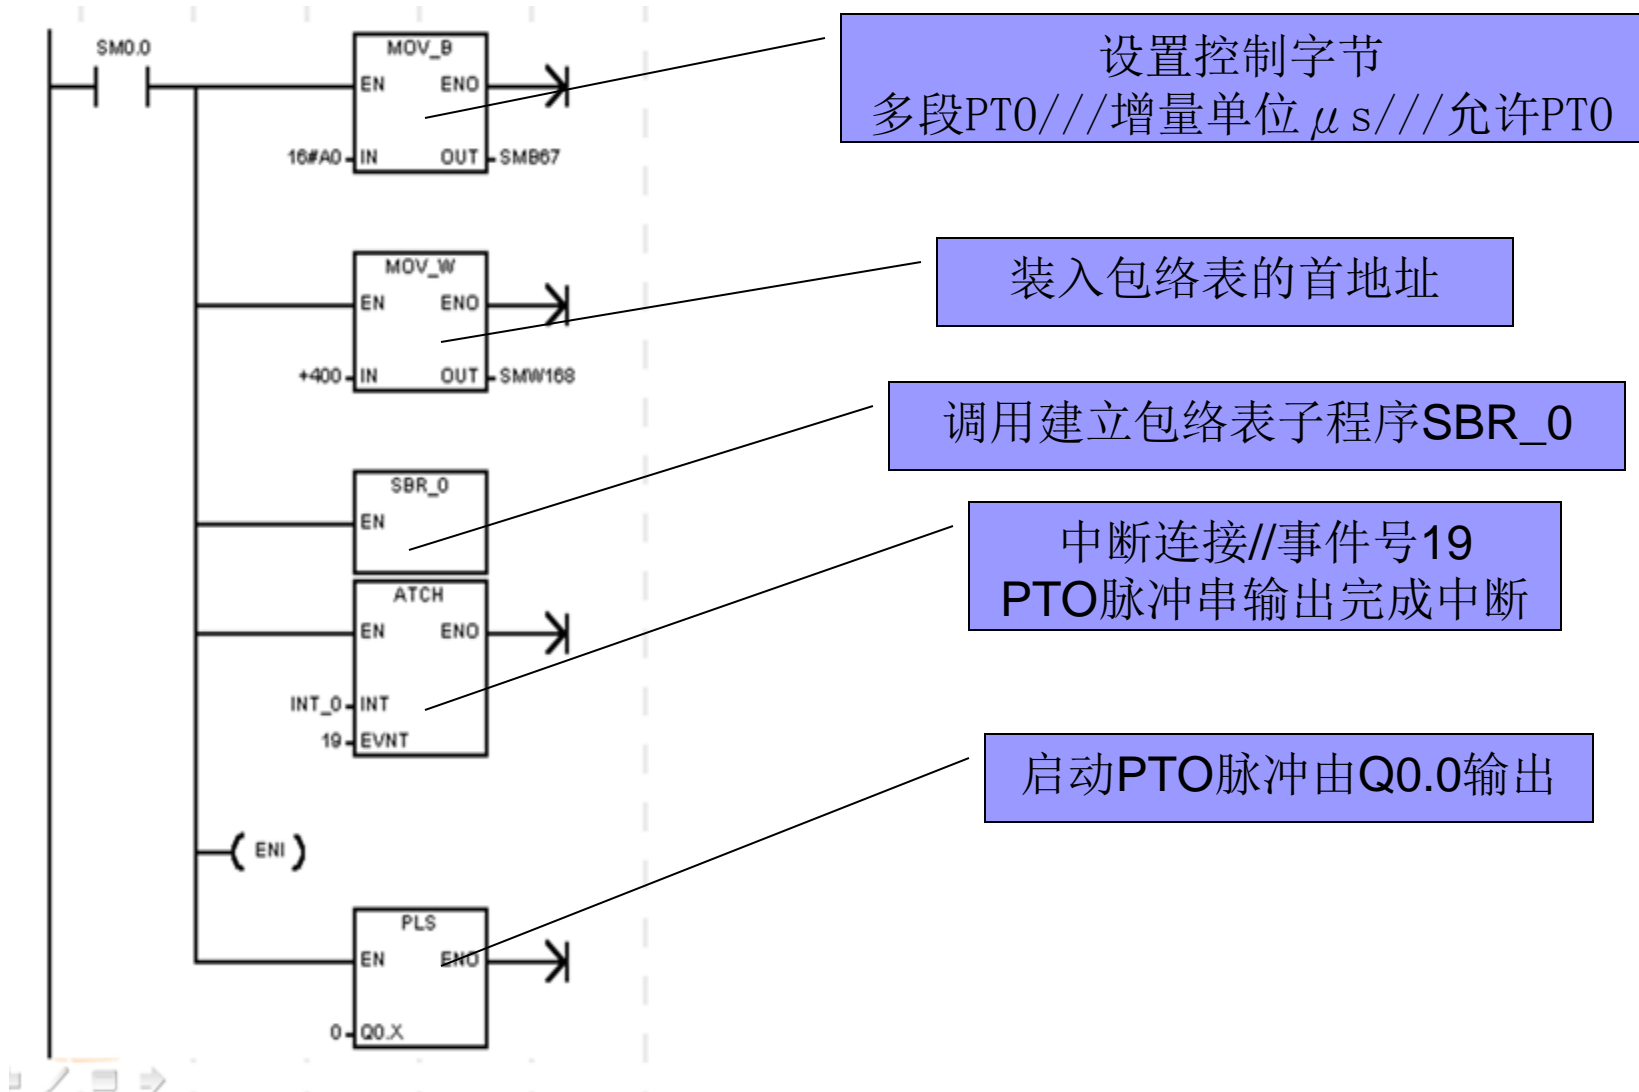 SM0.0
MOV_B
EN ENO
16#A0 IN OUT SMB67
设置控制字节
多段PTO///增量单位μs///允许PTO
MOV_W
EN ENO
+400 IN OUT SMW168
装入包络表的首地址
SBR_0
EN
调用建立包络表子程序SBR_0
ATCH
EN ENO
INT_0 INT
19 EVNT
中断连接//事件号19
PTO脉冲串输出完成中断
( ENI )
PLS
EN ENO
0 Q0.X
启动PTO脉冲由Q0.0输出